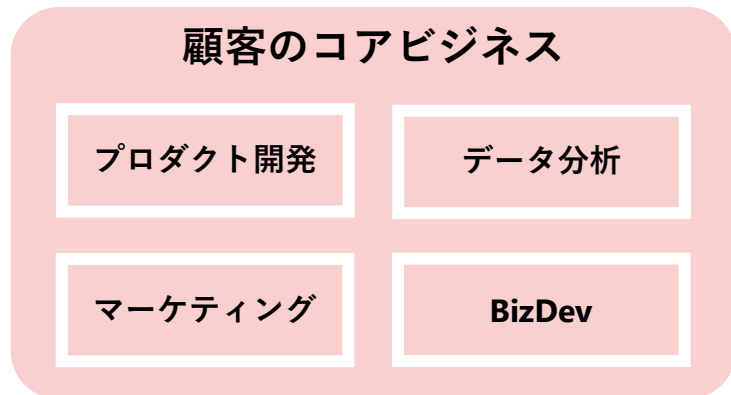 顧客のコアビジネス
プロダクト開発
データ分析
マーケティング
BizDev